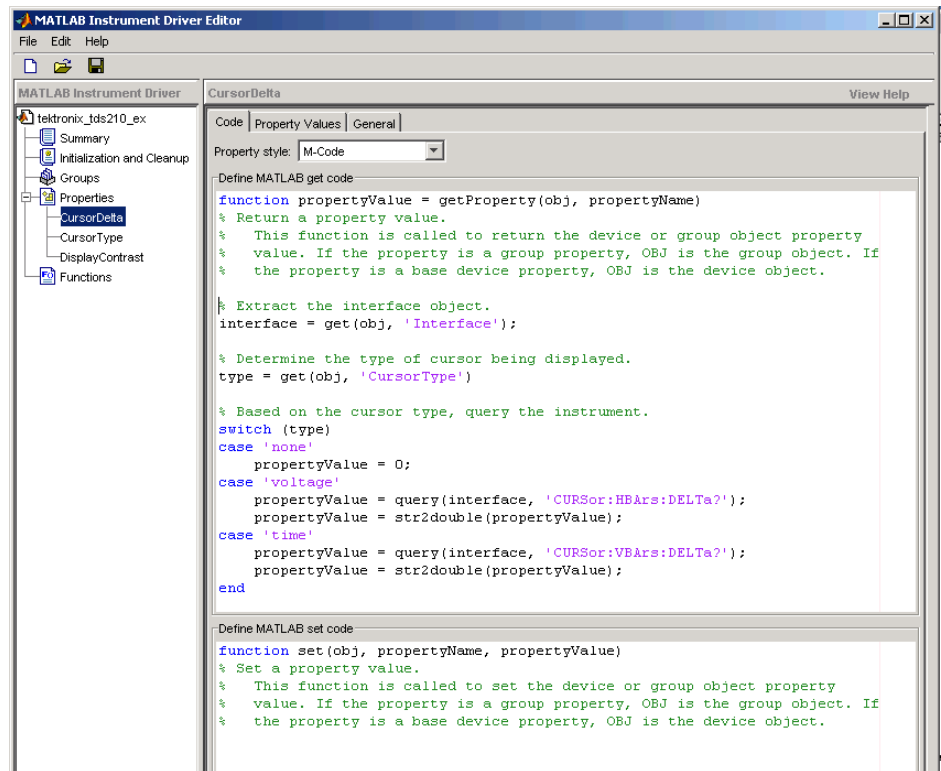 MATLAB Instrument Driver Editor
File Edit Help
MATLAB Instrument Driver
tektronix_tds210_ex
Summary
Initialization and Cleanup
Groups
Properties
CursorDelta
CursorType
DisplayContrast
Functions
CursorDelta View Help
Code Property Values General
Property style: M-Code
Define MATLAB get code
function propertyValue = getProperty(obj, propertyName)
% Return a property value.
%   This function is called to return the device or group object property
%   value. If the property is a group property, OBJ is the group object. If
%   the property is a base device property, OBJ is the device object.
% Extract the interface object.
interface = get(obj, 'Interface');
% Determine the type of cursor being displayed.
type = get(obj, 'CursorType')
% Based on the cursor type, query the instrument.
switch (type)
case 'none'
    propertyValue = 0;
case 'voltage'
    propertyValue = query(interface, 'CURSor:HBArs:DELTa?');
    propertyValue = str2double(propertyValue);
case 'time'
    propertyValue = query(interface, 'CURSor:VBArs:DELTa?');
    propertyValue = str2double(propertyValue);
end
Define MATLAB set code
function set(obj, propertyName, propertyValue)
% Set a property value.
%   This function is called to set the device or group object property
%   value. If the property is a group property, OBJ is the group object. If
%   the property is a base device property, OBJ is the device object.